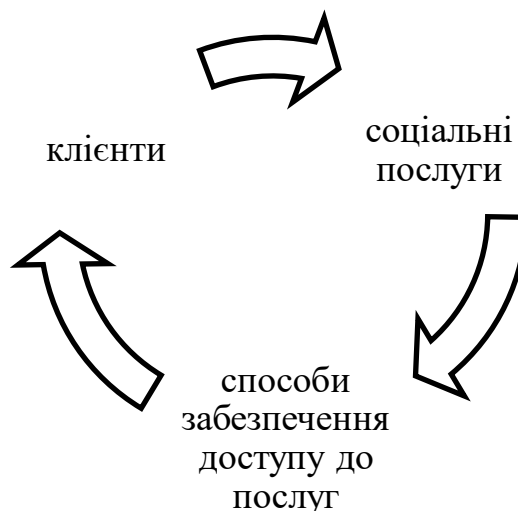 клієнти
соціальні
послуги
способи
забезпечення
доступу до
послуг